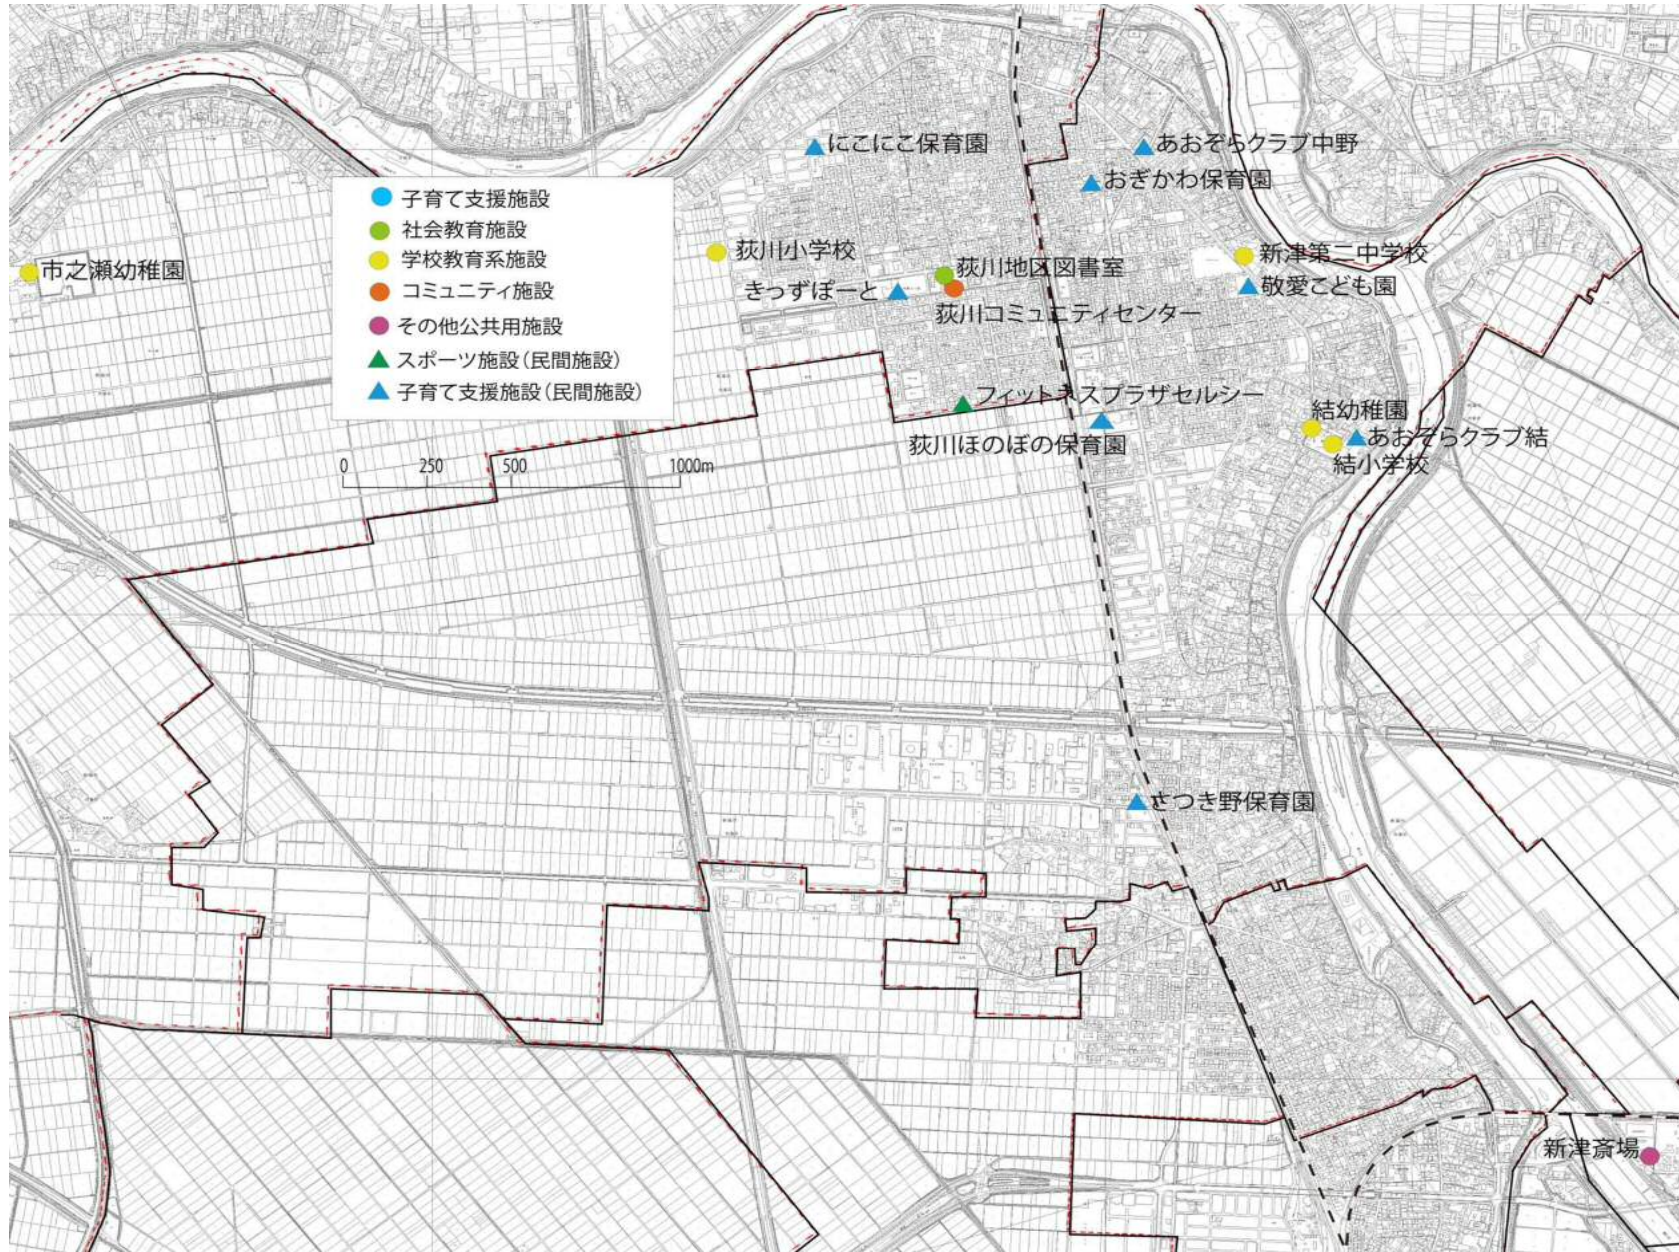 にこにこ保育園
あおぞらクラブ中野
おぎかわ保育園
子育て支援施設
社会教育施設
学校教育系施設
コミュニティ施設
その他公共用施設
スポーツ施設(民間施設)
子育て支援施設(民間施設)
市之瀬幼稚園
荻川小学校
荻川地区図書室
きっずぽーと
荻川コミュニティセンター
新津第二中学校
敬愛こども園
フィットネスプラザセルシー
荻川ほのぼの保育園
結幼稚園
あおぞらクラブ結
結小学校
0 250 500 1000m
さつき野保育園
新津斎場